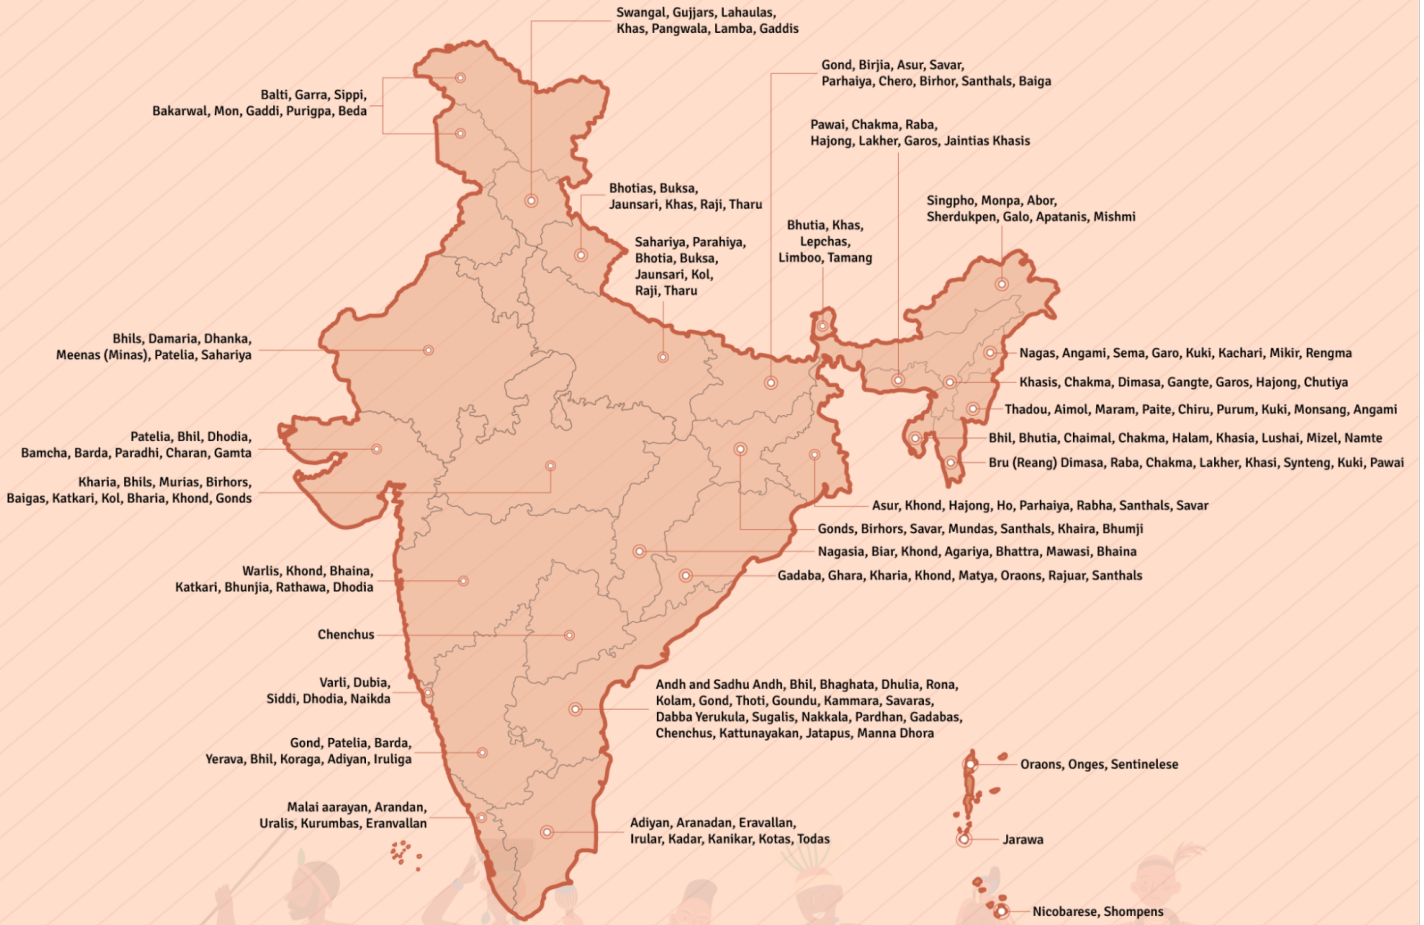 Swangal, Gujjars, Lahaulas,
Khas, Pangwala, Lamba, Gaddis
Gond, Birjia, Asur, Savar,
Parhaiya, Chero, Birhor, Santhals, Baiga
Balti, Garra, Sippi,
Bakarwal, Mon, Gaddi, Purigpa, Beda
Pawai, Chakma, Raba,
Hajong, Lakher, Garos, Jaintias Khasis
Bhotias, Buksa,
Jaunsari, Khas, Raji, Tharu
Singpho, Monpa, Abor,
Sherdukpen, Galo, Apatanis, Mishmi
Bhutia, Khas,
Lepchas,
Limboo, Tamang
Sahariya, Parahiya,
Bhotia, Buksa,
Jaunsari, Kol,
Raji, Tharu
Bhils, Damaria, Dhanka,
Meenas (Minas), Patelia, Sahariya
Nagas, Angami, Sema, Garo, Kuki, Kachari, Mikir, Rengma
Khasis, Chakma, Dimasa, Gangte, Garos, Hajong, Chutiya
Thadou, Aimol, Maram, Paite, Chiru, Purum, Kuki, Monsang, Angami
Patelia, Bhil, Dhodia,
Bamcha, Barda, Paradhi, Charan, Gamta
Bhil, Bhutia, Chaimal, Chakma, Halam, Khasia, Lushai, Mizel, Namte
Bru (Reang) Dimasa, Raba, Chakma, Lakher, Khasi, Synteng, Kuki, Pawai
Kharia, Bhils, Murias, Birhors,
Baigas, Katkari, Kol, Bharia, Khond, Gonds
Asur, Khond, Hajong, Ho, Parhaiya, Rabha, Santhals, Savar
Gonds, Birhors, Savar, Mundas, Santhals, Khaira, Bhumji
Nagasia, Biar, Khond, Agariya, Bhattra, Mawasi, Bhaina
Gadaba, Ghara, Kharia, Khond, Matya, Oraons, Rajuar, Santhals
Warlis, Khond, Bhaina,
Katkari, Bhunjia, Rathawa, Dhodia
Chenchus
Varli, Dubia,
Siddi, Dhodia, Naikda
Andh and Sadhu Andh, Bhil, Bhaghata, Dhulia, Rona,
Kolam, Gond, Thoti, Goundu, Kammara, Savaras,
Dabba Yerukula, Sugalis, Nakkala, Pardhan, Gadabas,
Chenchus, Kattunayakan, Jatapus, Manna Dhora
Gond, Patelia, Barda,
Yerava, Bhil, Koraga, Adiyan, Iruliga
Oraons, Onges, Sentinelese
Malai aarayan, Arandan,
Uralis, Kurumbas, Eranvallan
Adiyan, Aranadan, Eravallan,
Irular, Kadar, Kanikar, Kotas, Todas
Jarawa
Nicobarese, Shompens